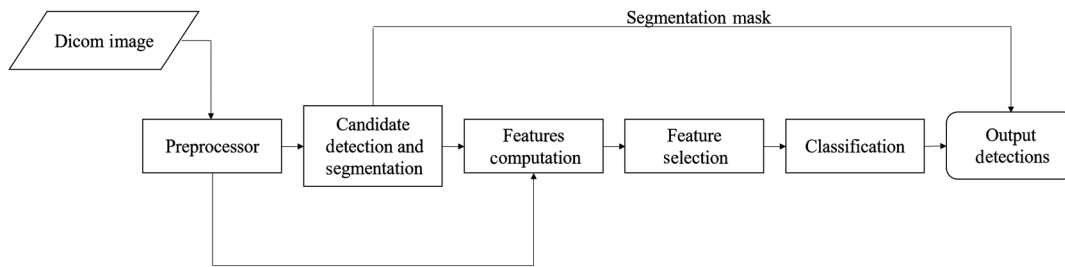 Segmentation mask
Dicom image
Preprocessor
Candidate
detection and
segmentation
Features
computation
Feature
selection
Classification
Output
detections